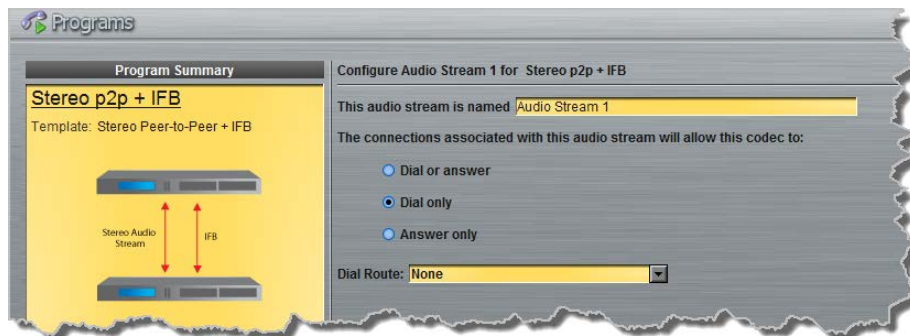 Programs
Program Summary
Stereo p2p + IFB
Template: Stereo Peer-to-Peer + IFB
Stereo Audio
Stream
IFB
Configure Audio Stream 1 for Stereo p2p + IFB
This audio stream is named Audio Stream 1
The connections associated with this audio stream will allow this codec to:
Dial or answer
Dial only
Answer only
Dial Route: None